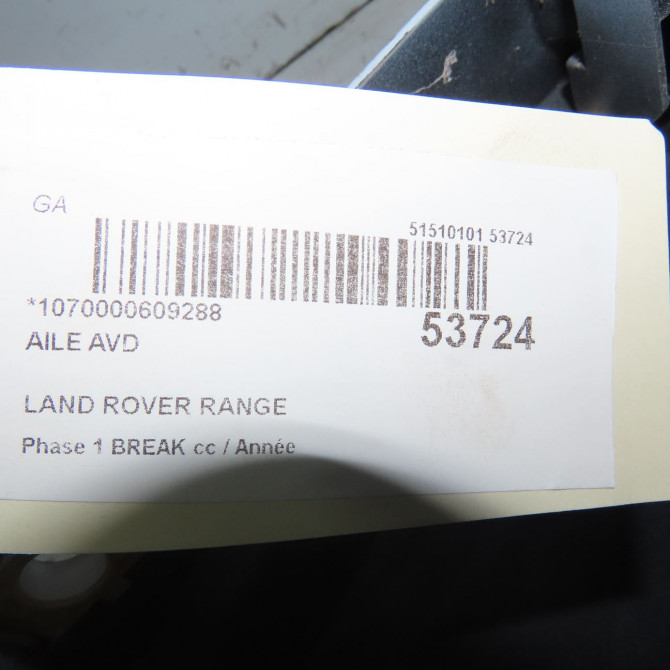 GA
51510101 53724
*1070000609288
53724
AILE AVD
LAND ROVER RANGE
Phase 1 BREAK cc / Année